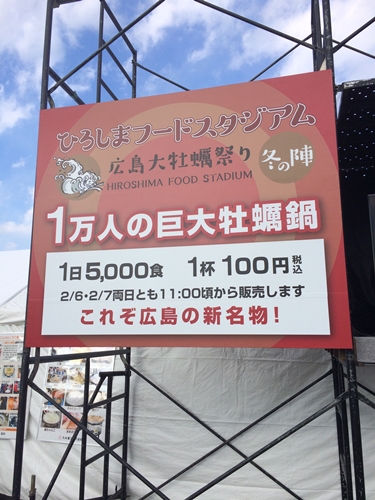 ひろしまフードスタジアム
広島大牡蠣祭り 冬の陣
HIROSHIMA FOOD STADIUM
1万人の巨大牡蠣鍋
1日5,000食 1杯100円税込
2/6・2/7両日とも11:00頃から販売します
これぞ広島の新名物!